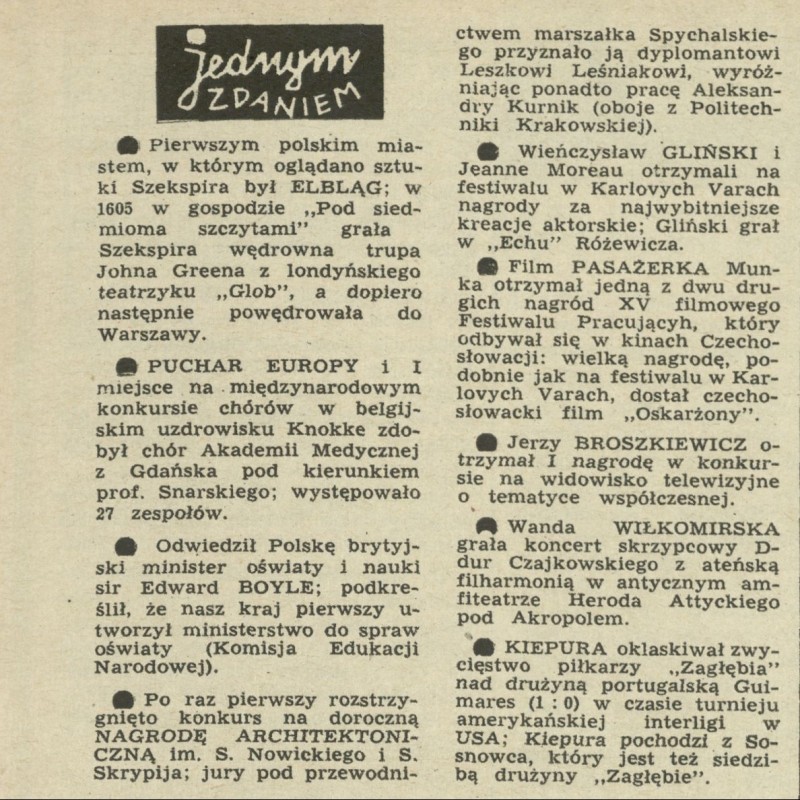 jednym
ZDANIEM
● Pierwszym polskim mia-
stem, w którym oglądano sztu-
ki Szekspira był ELBLĄG; w
1605 w gospodzie „Pod sied-
mioma szczytami” grała
Szekspira wędrowna trupa
Johna Greena z londyńskiego
teatrzyku „Glob”, a dopiero
następnie powędrowała do
Warszawy.
● PUCHAR EUROPY i I
miejsce na międzynarodowym
konkursie chórów w belgij-
skim uzdrowisku Knokke zdo-
był chór Akademii Medycznej
z Gdańska pod kierunkiem
prof. Snarskiego; występowało
27 zespołów.
● Odwiedził Polskę brytyj-
ski minister oświaty i nauki
sir Edward BOYLE; podkre-
ślił, że nasz kraj pierwszy u-
tworzył ministerstwo do spraw
oświaty (Komisja Edukacji
Narodowej).
● Po raz pierwszy rozstrzy-
gnięto konkurs na doroczną
NAGRODĘ ARCHITEKTONI-
CZNĄ im. S. Nowickiego i S.
Skrypija; jury pod przewodni-
ctwem marszałka Spychalskie-
go przyznało ją dyplomantowi
Leszkowi Leśniakowi, wyróż-
niając ponadto pracę Aleksan-
dry Kurnik (oboje z Politech-
niki Krakowskiej).
● Wieńczysław GLIŃSKI i
Jeanne Moreau otrzymali na
festiwalu w Karlovych Varach
nagrody za najwybitniejsze
kreacje aktorskie; Gliński grał
w „Echu” Różewicza.
● Film PASAŻERKA Mun-
ka otrzymał jedną z dwu dru-
gich nagród XV filmowego
Festiwalu Pracującyh, który
odbywał się w kinach Czecho-
słowacji: wielką nagrodę, po-
dobnie jak na festiwalu w Kar-
lovych Varach, dostał czecho-
słowacki film „Oskarżony”.
● Jerzy BROSZKIEWICZ o-
trzymał I nagrodę w konkur-
sie na widowisko telewizyjne
o tematyce współczesnej.
● Wanda WIŁKOMIRSKA
grała koncert skrzypcowy D-
dur Czajkowskiego z ateńską
filharmonią w antycznym am-
fiteatrze Heroda Attyckiego
pod Akropolem.
● KIEPURA oklaskiwał zwy-
cięstwo piłkarzy „Zagłębia”
nad drużyną portugalską Gui-
mares (1 : 0) w czasie turnieju
amerykańskiej interligi w
USA; Kiepura pochodzi z So-
snowca, który jest też siedzi-
bą drużyny „Zagłębie”.